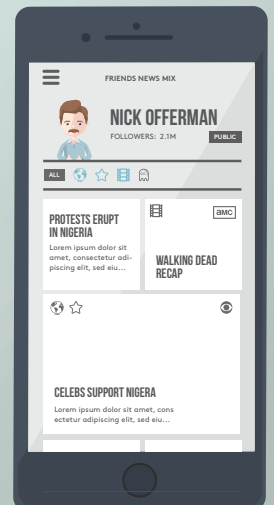 FRIENDS NEWS MIX
NICK OFFERMAN
FOLLOWERS: 2.1M
PUBLIC
ALL
PROTESTS ERUPT
IN NIGERIA
Lorem ipsum dolor sit
amet, consectetur adi-
piscing elit, sed eiu...
amc
WALKING DEAD
RECAP
CELEBS SUPPORT NIGERA
Lorem ipsum dolor sit amet, cons
ectetur adipiscing elit, sed eiu...